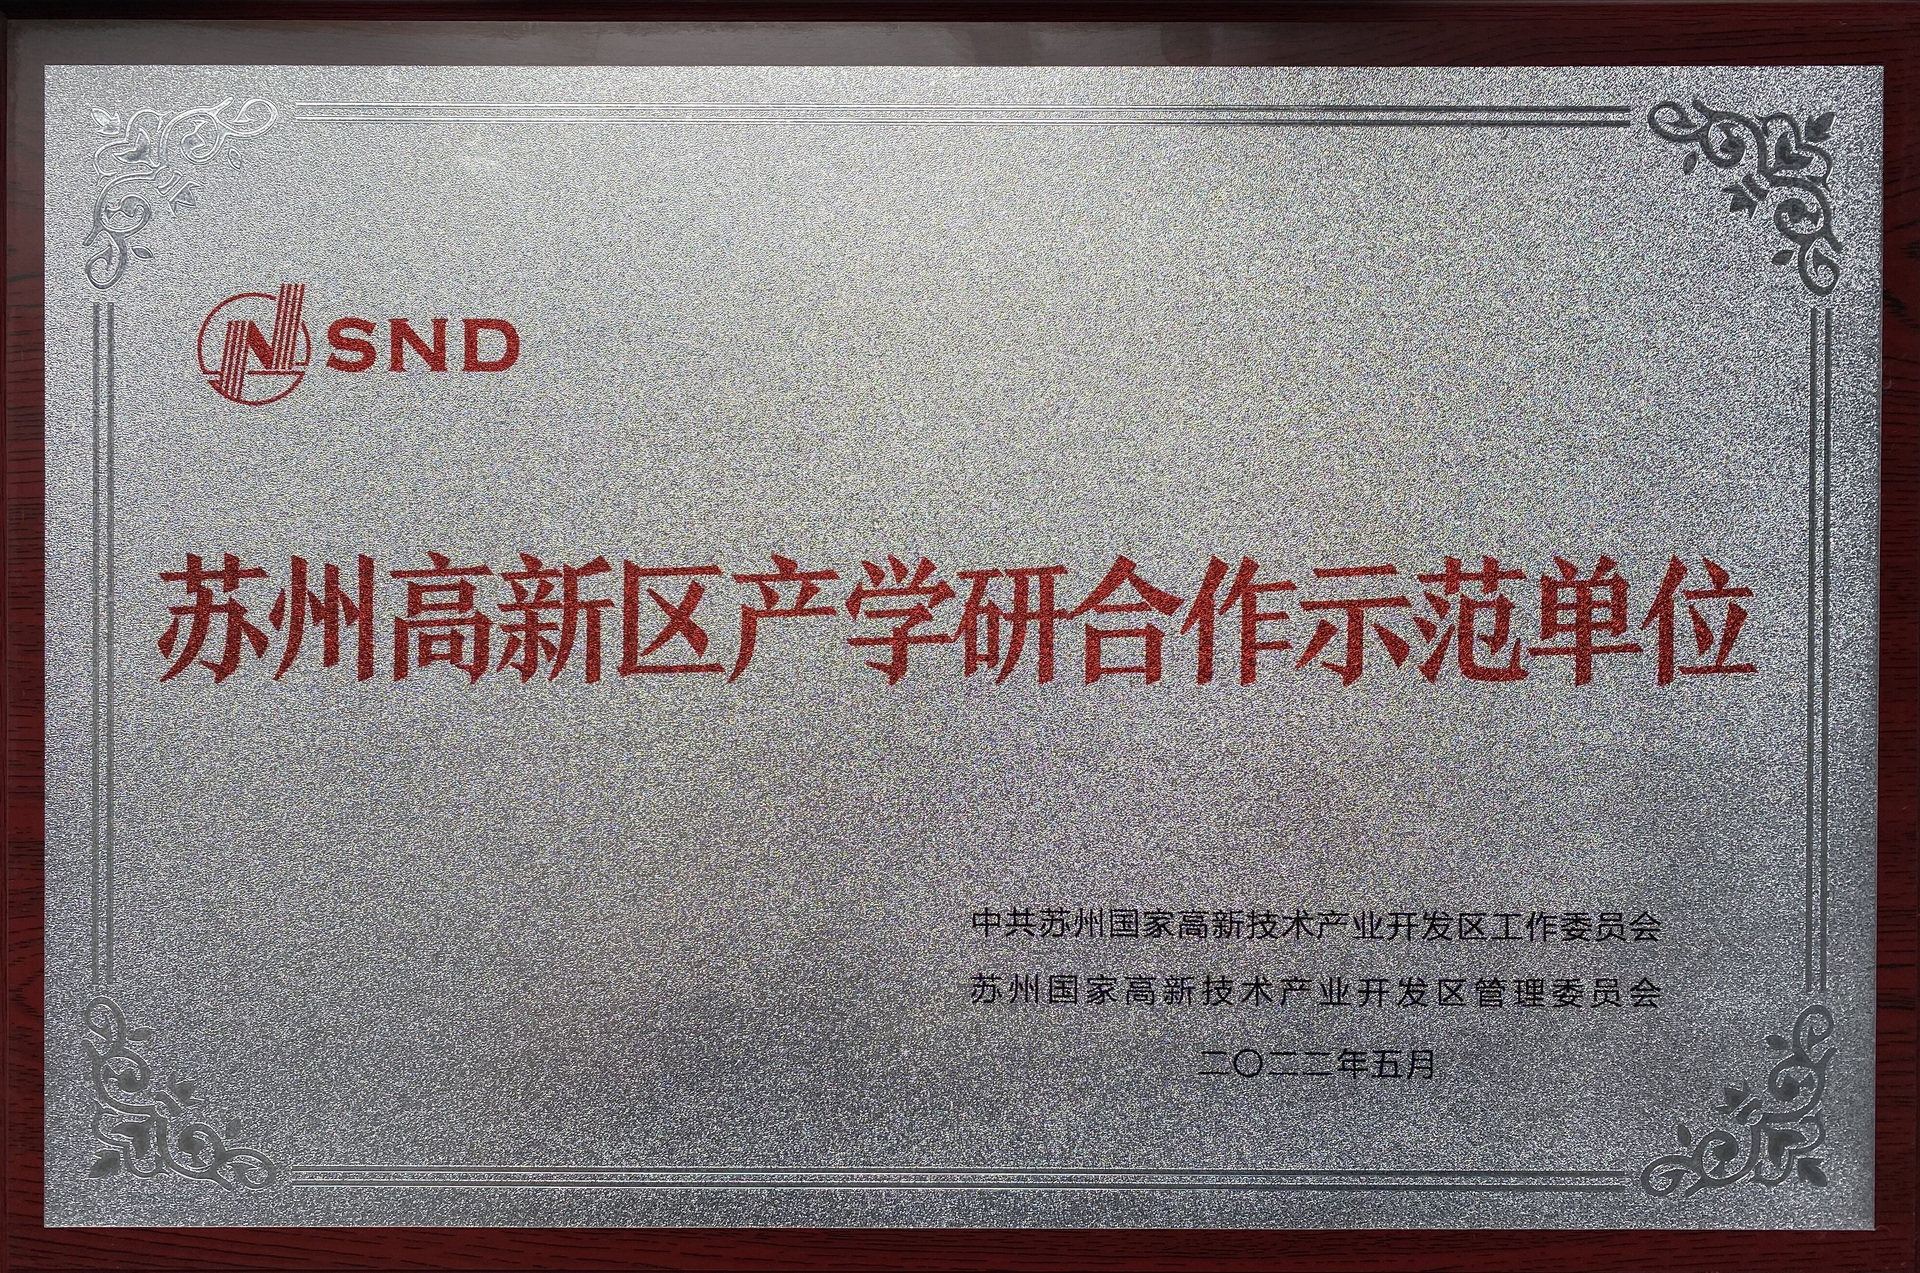 SND
苏州高新区产学研合作示范单位
中共苏州国家高新技术产业开发区工作委员会
苏州国家高新技术产业开发区管理委员会
二〇二二年五月